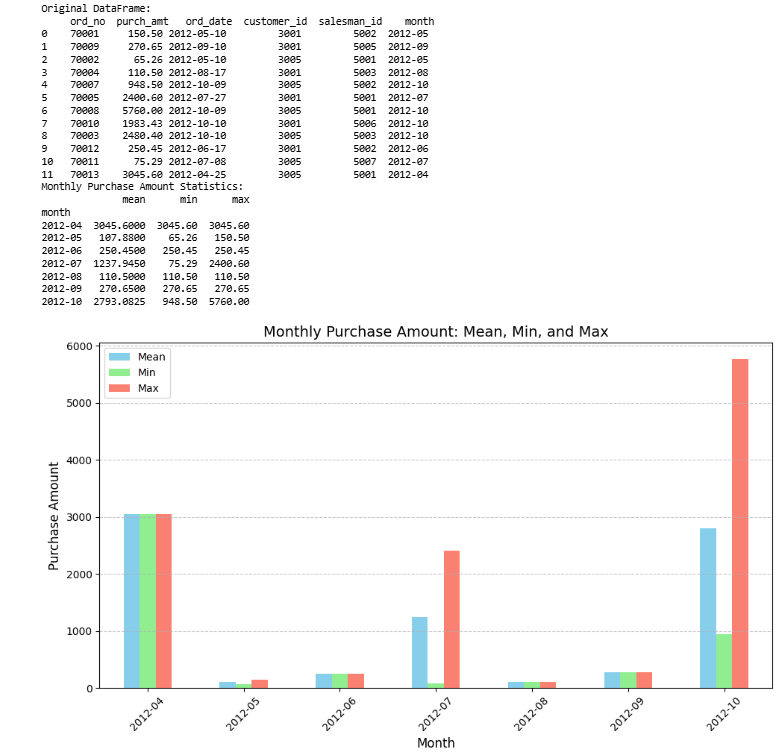 Original DataFrame:
ord_no purch_amt ord_date customer_id salesman_id month
0 70001 150.50 2012-05-10 3001 5002 2012-05
1 70009 270.65 2012-09-10 3001 5005 2012-09
2 70002 65.26 2012-05-10 3005 5001 2012-05
3 70004 110.50 2012-08-17 3001 5003 2012-08
4 70007 948.50 2012-10-09 3005 5002 2012-10
5 70005 2400.60 2012-07-27 3001 5001 2012-07
6 70008 5760.00 2012-10-09 3005 5001 2012-10
7 70010 1983.43 2012-10-10 3001 5006 2012-10
8 70003 2480.40 2012-10-10 3005 5003 2012-10
9 70012 250.45 2012-06-17 3001 5002 2012-06
10 70011 75.29 2012-07-08 3005 5007 2012-07
11 70013 3045.60 2012-04-25 3005 5001 2012-04
Monthly Purchase Amount Statistics:
mean min max
month
2012-04 3045.6000 3045.60 3045.60
2012-05 107.8800 65.26 150.50
2012-06 250.4500 250.45 250.45
2012-07 1237.9450 75.29 2400.60
2012-08 110.5000 110.50 110.50
2012-09 270.6500 270.65 270.65
2012-10 2793.0825 948.50 5760.00
Monthly Purchase Amount: Mean, Min, and Max
Mean
Min
Max
6000
5000
4000
3000
2000
1000
0
Purchase Amount
2012-04 2012-05 2012-06 2012-07 2012-08 2012-09 2012-10
Month